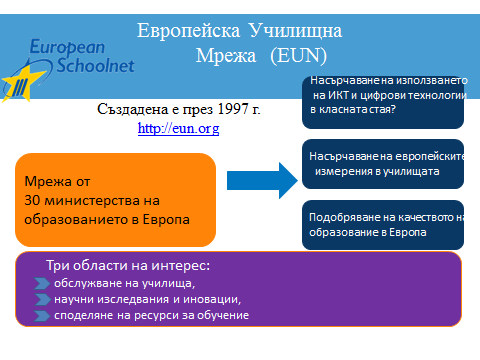 European
Schoolnet
Европейска Училищна
Мрежа (EUN)
Създадена е през 1997 г.
http://eun.org
Насърчаване на използването
на ИКТ и цифрови технологии
в класната стая?
Мрежа от
30 министерства на
образованието в Европа
Насърчаване на европейските
измерения в училищата
Подобряване на качеството на
образование в Европа
Три области на интерес:
обслужване на училища,
научни изследвания и иновации,
споделяне на ресурси за обучение